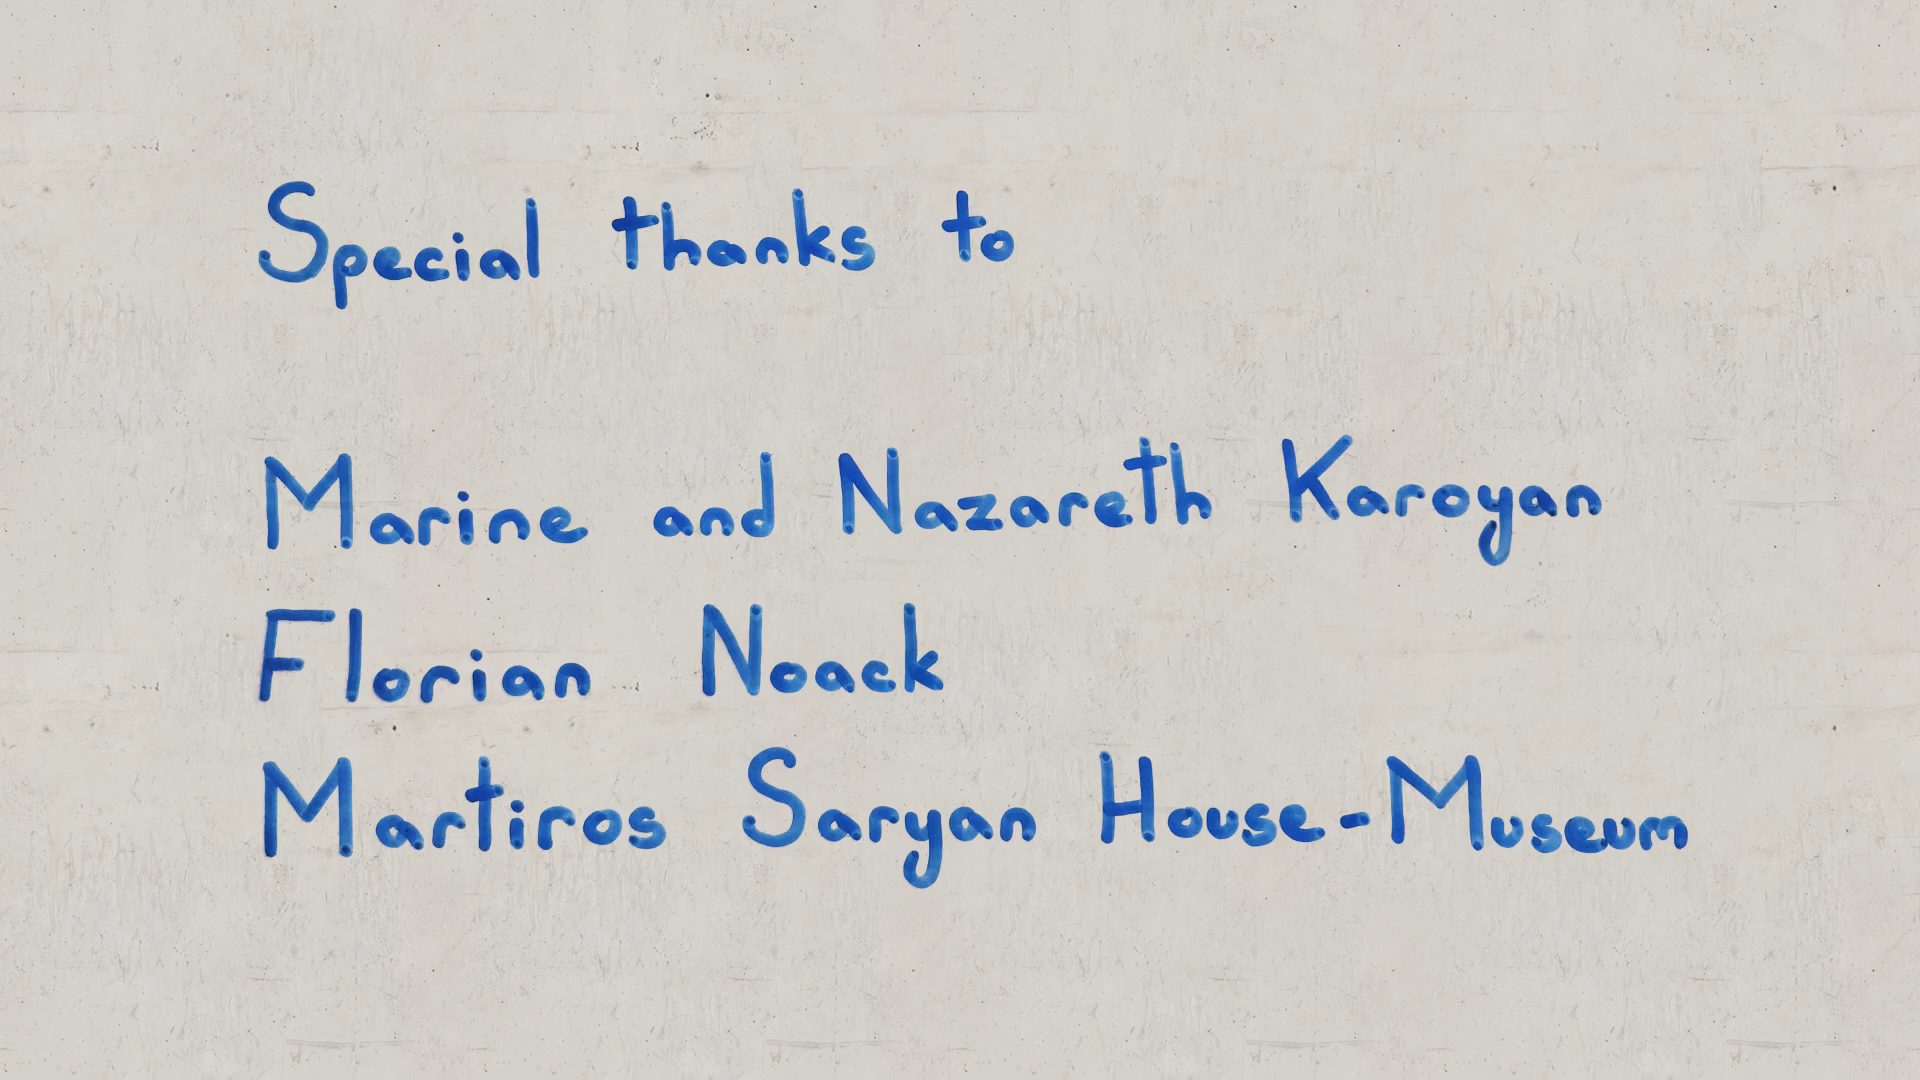 Special thanks to
Marine and Nazareth Karoyan
Florian Noack
Martiros Saryan House-Museum